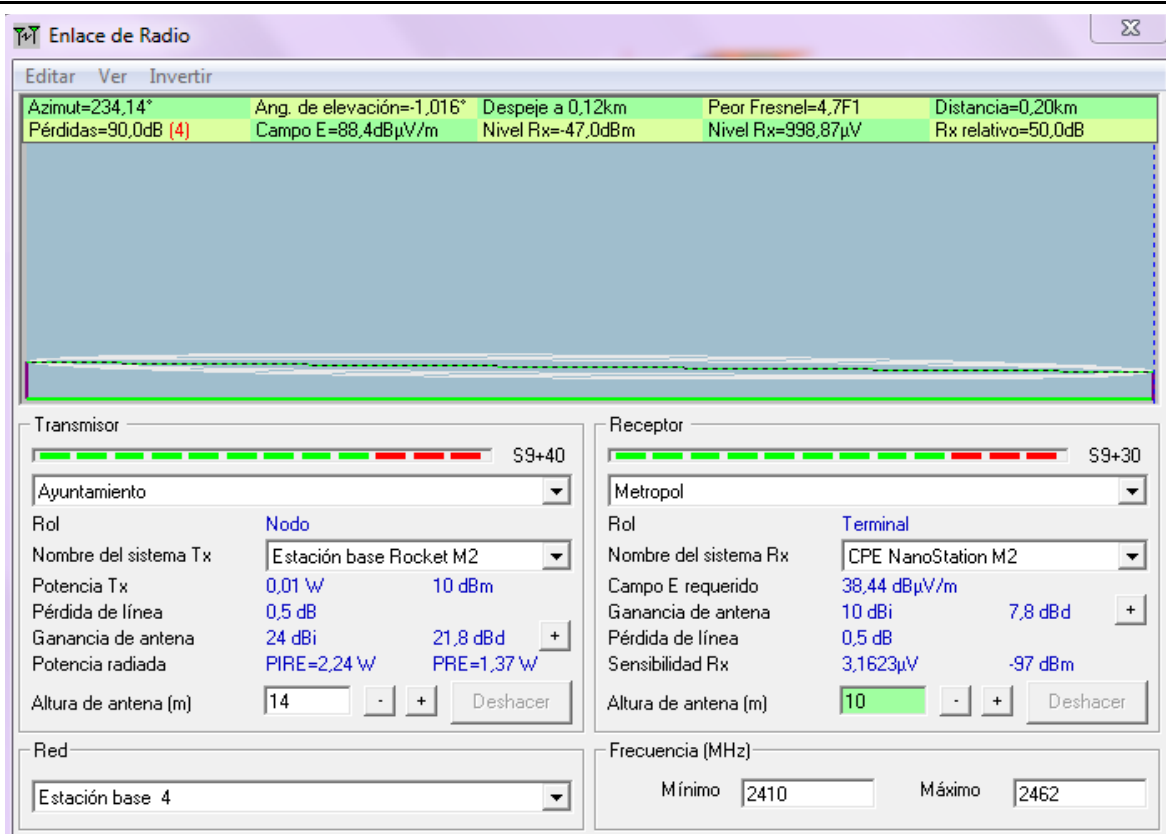 Enlace de Radio
Editar Ver Invertir
Azimut=234,14° Ang. de elevación=-1,016° Despeje a 0,12km Peor Fresnel=4,7F1 Distancia=0,20km
Pérdidas=90,0dB (4) Campo E=88,4dBµV/m Nivel Rx=-47,0dBm Nivel Rx=998,87µV Rx relativo=50,0dB
Transmisor
S9+40
Ayuntamiento
Rol Nodo
Nombre del sistema Tx Estación base Rocket M2
Potencia Tx 0,01 W 10 dBm
Pérdida de línea 0,5 dB
Ganancia de antena 24 dBi 21,8 dBd +
Potencia radiada PIRE=2,24 W PRE=1,37 W
Altura de antena (m) 14 - + Deshacer
Receptor
S9+30
Metropol
Rol Terminal
Nombre del sistema Rx CPE NanoStation M2
Campo E requerido 38,44 dBµV/m
Ganancia de antena 10 dBi 7,8 dBd +
Pérdida de línea 0,5 dB
Sensibilidad Rx 3,1623µV -97 dBm
Altura de antena (m) 10 - + Deshacer
Red
Estación base 4
Frecuencia (MHz)
Mínimo 2410 Máximo 2462